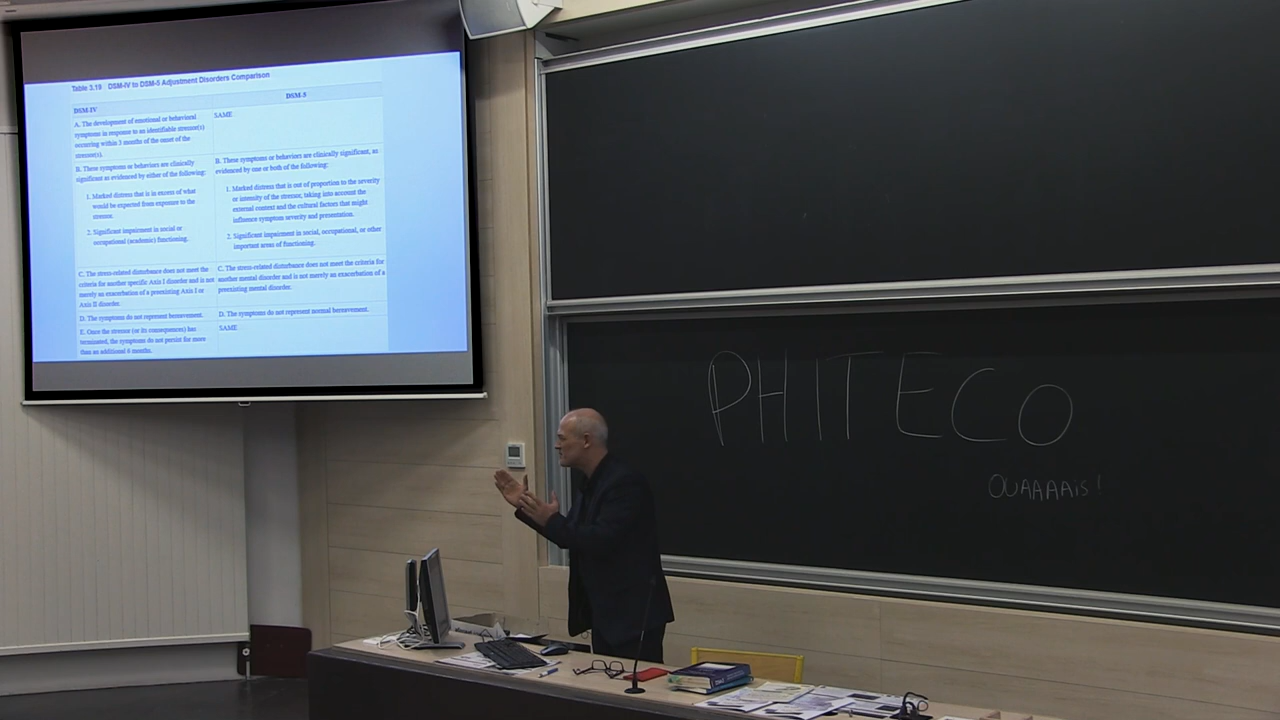 Table 3.19 DSM-IV to DSM-5 Adjustment Disorders Comparison
DSM-IV
DSM-5
A. The development of emotional or behavioral
symptoms in response to an identifiable stressor(s)
occurring within 3 months of the onset of the
stressor(s).
SAME
B. These symptoms or behaviors are clinically
significant as evidenced by either of the following:
1. Marked distress that is in excess of what
would be expected from exposure to the
stressor.
2. Significant impairment in social or
occupational (academic) functioning.
B. These symptoms or behaviors are clinically significant, as
evidenced by one or both of the following:
1. Marked distress that is out of proportion to the severity
or intensity of the stressor, taking into account the
external context and the cultural factors that might
influence symptom severity and presentation.
2. Significant impairment in social, occupational, or other
important areas of functioning.
C. The stress-related disturbance does not meet the
criteria for another specific Axis I disorder and is not
merely an exacerbation of a preexisting Axis I or
Axis II disorder.
C. The stress-related disturbance does not meet the criteria for
another mental disorder and is not merely an exacerbation of a
preexisting mental disorder.
D. The symptoms do not represent bereavement.
D. The symptoms do not represent normal bereavement.
E. Once the stressor (or its consequences) has
terminated, the symptoms do not persist for more
than an additional 6 months.
SAME
PHITECO
OUAAAAiS!